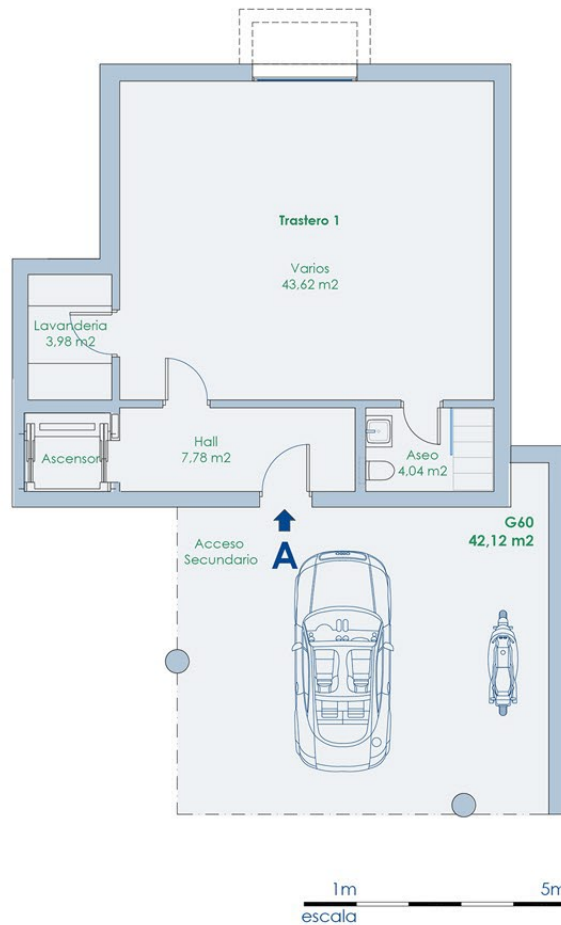 Trastero 1
Varios
43,62 m2
Lavanderia
3,98 m2
Hall
7,78 m2
Ascensor
Aseo
4,04 m2
G60
42,12 m2
Acceso
Secundario
A
1m
5m
escala